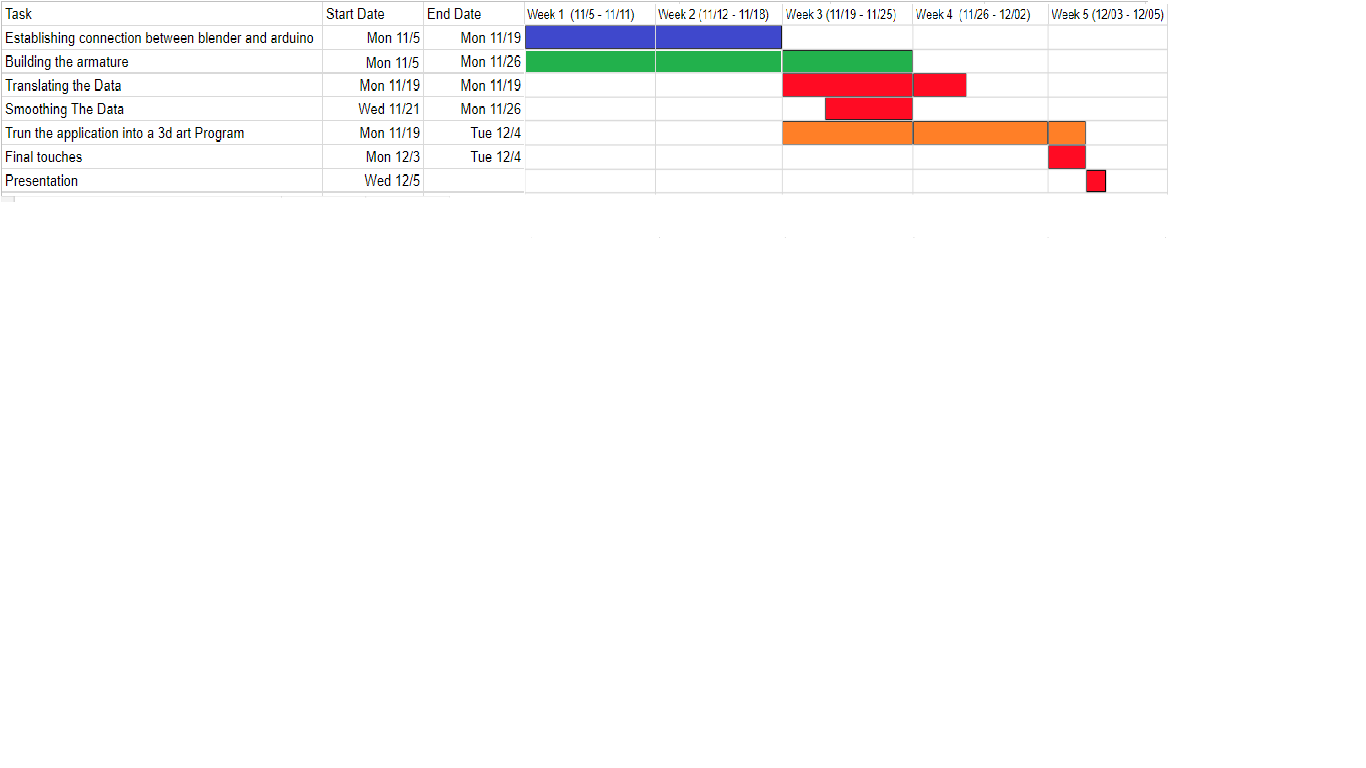 Task Start Date End Date Week 1 (11/5 - 11/11) Week 2 (11/12 - 11/18) Week 3 (11/19 - 11/25) Week 4 (11/26 - 12/02) Week 5 (12/03 - 12/05)
Establishing connection between blender and arduino Mon 11/5 Mon 11/19
Building the armature Mon 11/5 Mon 11/26
Translating the Data Mon 11/19 Mon 11/19
Smoothing The Data Wed 11/21 Mon 11/26
Trun the application into a 3d art Program Mon 11/19 Tue 12/4
Final touches Mon 12/3 Tue 12/4
Presentation Wed 12/5